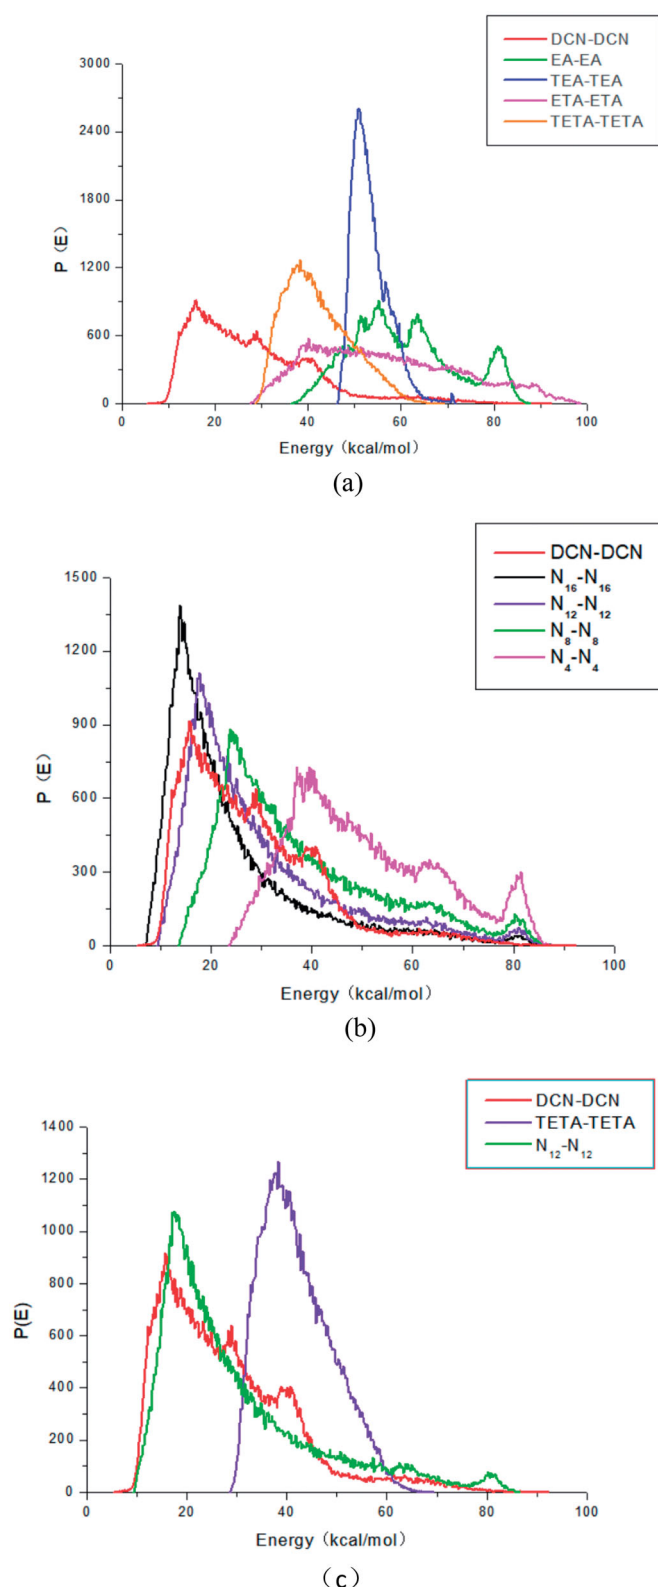 DCN-DCN
EA-EA
TEA-TEA
ETA-ETA
TETA-TETA
3000
2400
1800
1200
600
0
P（E）
0 20 40 60 80 100
Energy（kcal/mol）
(a)
DCN-DCN
N₁₆-N₁₆
N₁₂-N₁₂
N₈-N₈
N₄-N₄
1500
1200
900
600
300
0
P（E）
0 20 40 60 80 100
Energy（kcal/mol）
(b)
DCN-DCN
TETA-TETA
N₁₂-N₁₂
1400
1200
1000
800
600
400
200
0
P(E)
0 20 40 60 80 100
Energy（kcal/mol）
（c）